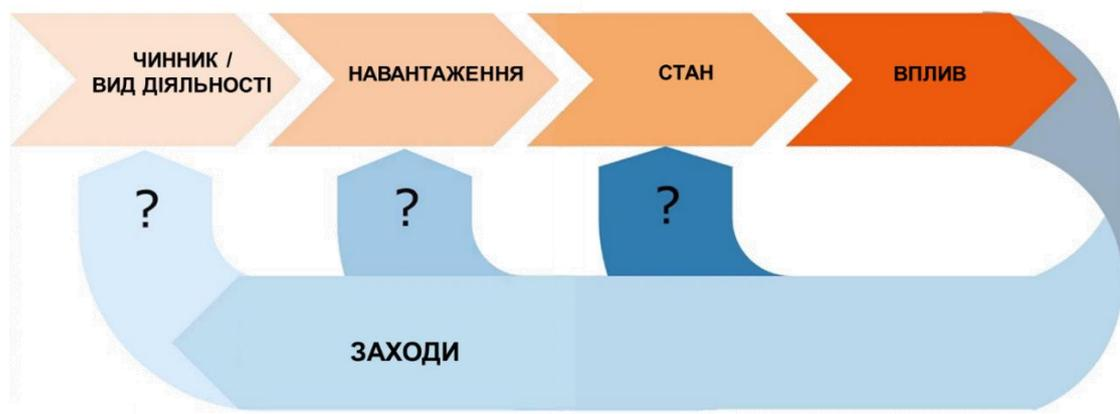 ЧИННИК /
ВИД ДІЯЛЬНОСТІ
НАВАНТАЖЕННЯ
СТАН
ВПЛИВ
?
?
?
ЗАХОДИ